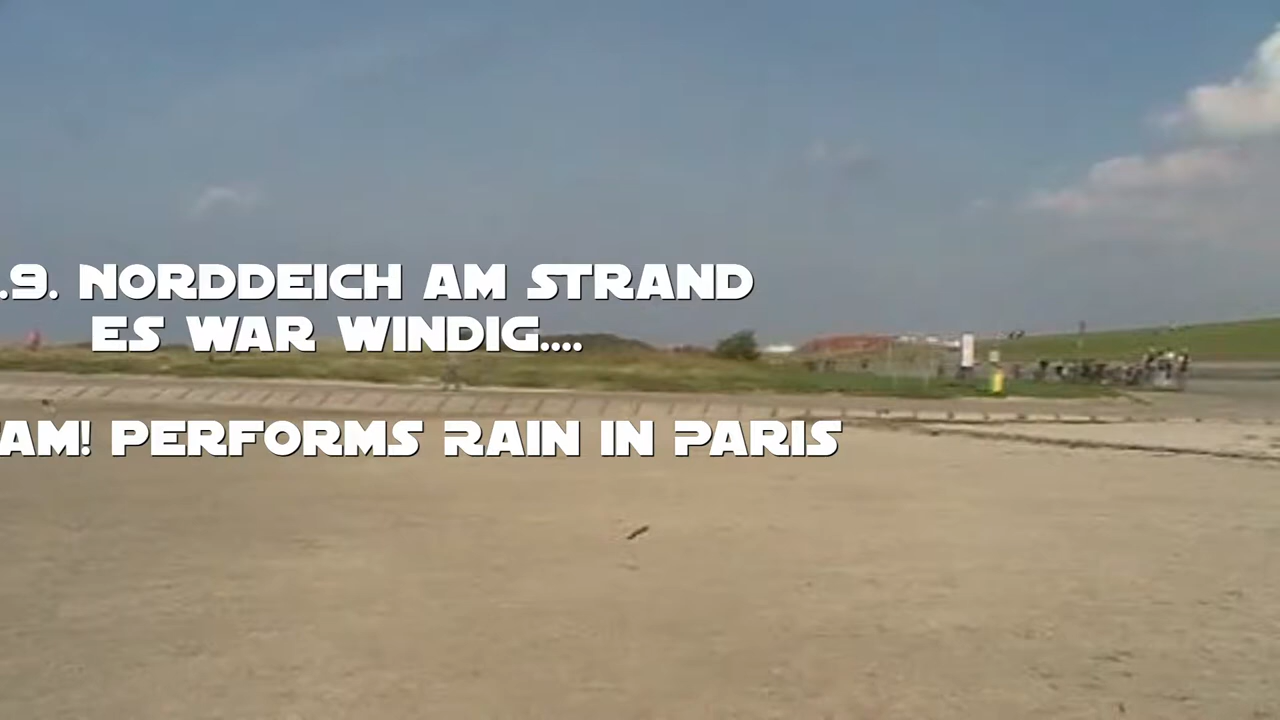 .9. NORDDEICH AM STRAND
ES WAR WINDIG....
AM! PERFORMS RAIN IN PARIS